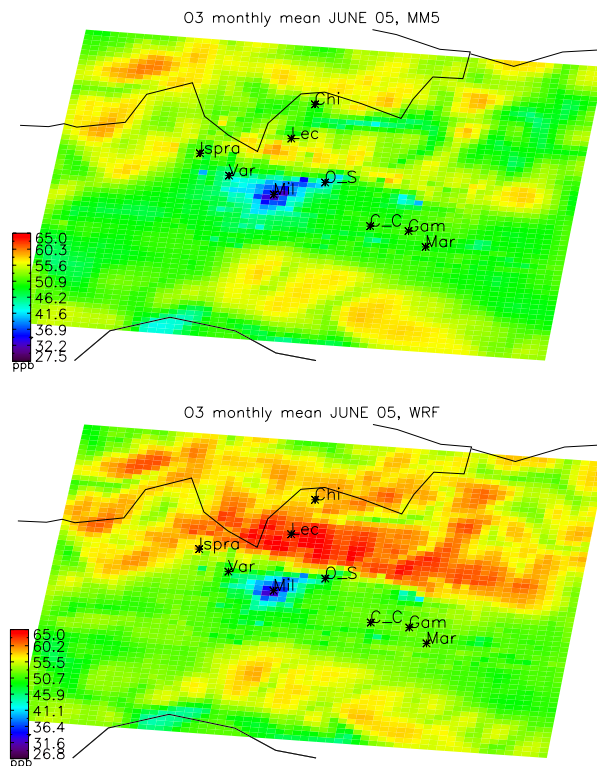 O3 monthly mean JUNE 05, MM5
Chi
Lec
Ispra
Var
O_S
Mil
C_C
Gam
Mar
65.0
60.3
55.6
50.9
46.2
41.6
36.9
32.2
27.5
ppb
O3 monthly mean JUNE 05, WRF
Chi
Lec
Ispra
Var
O_S
Mil
C_C
Gam
Mar
65.0
60.2
55.5
50.7
45.9
41.1
36.4
31.6
26.8
ppb